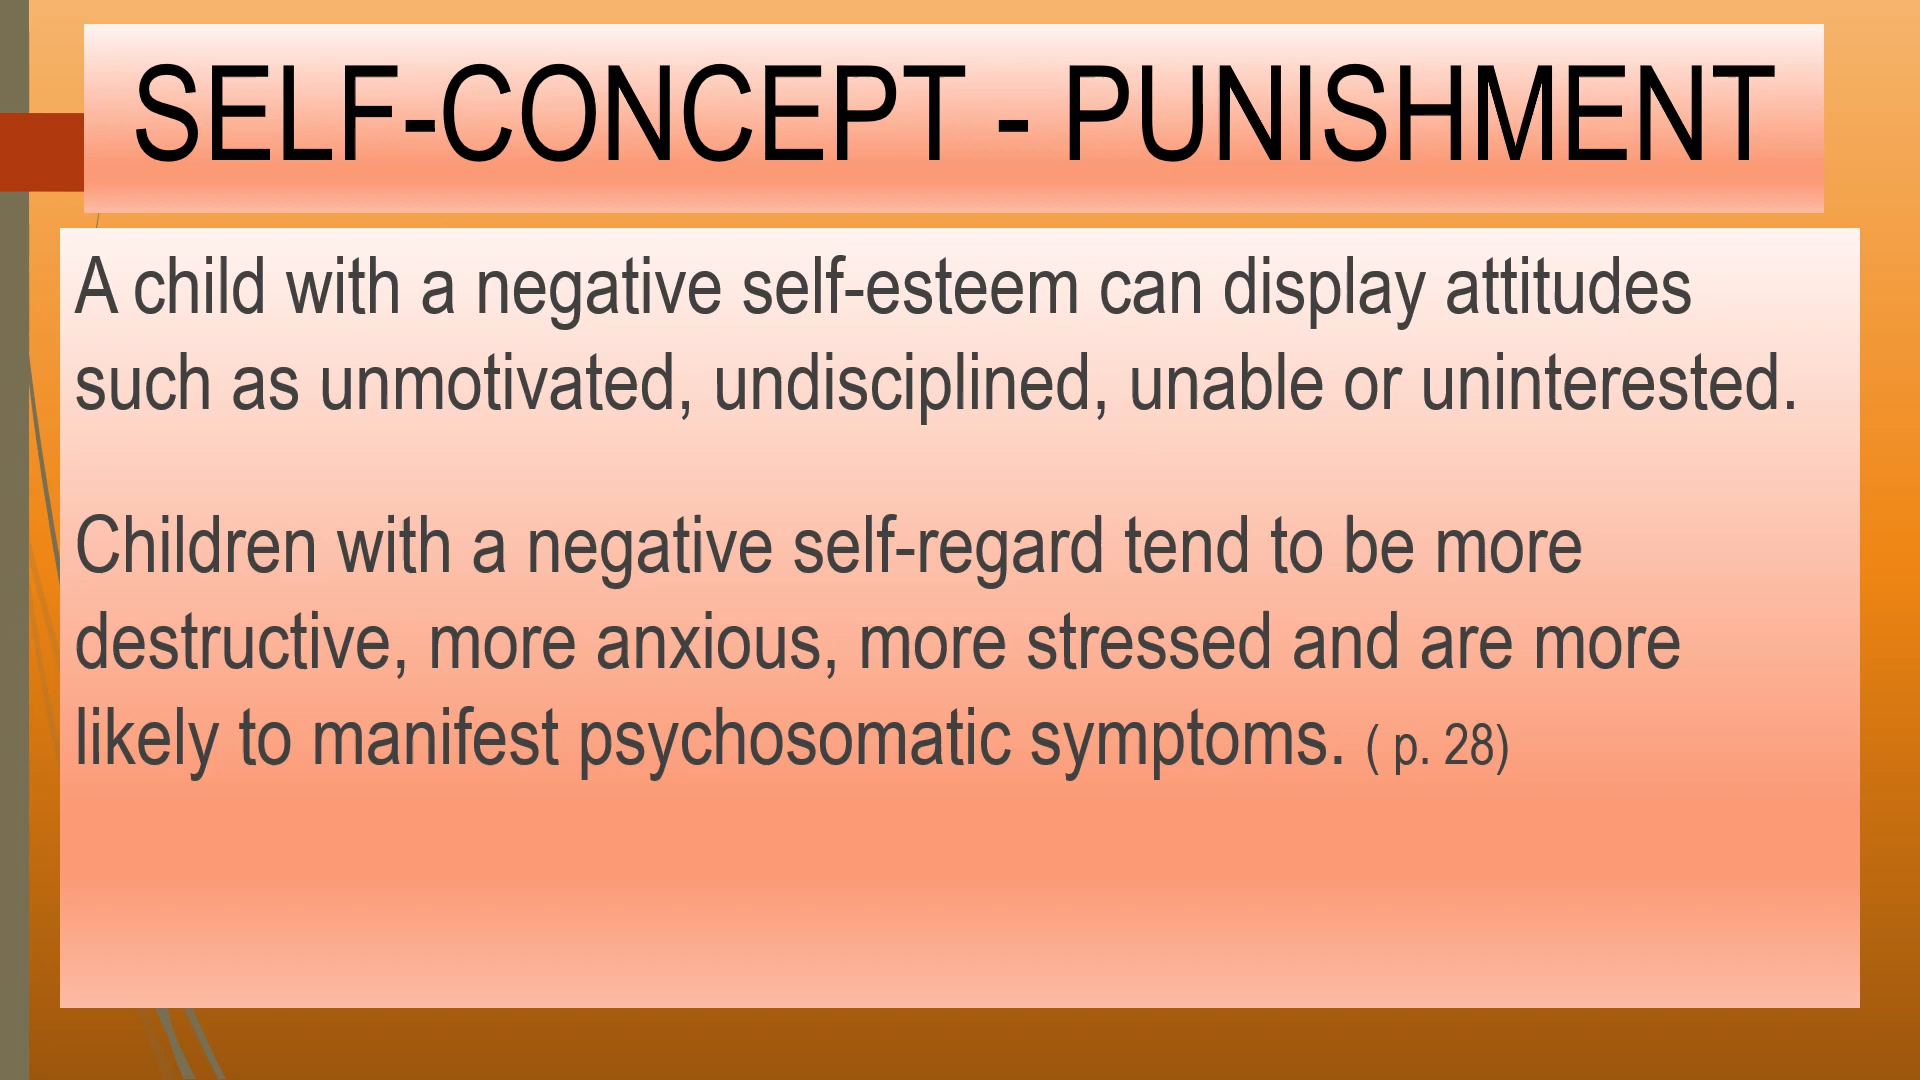 SELF-CONCEPT - PUNISHMENT
A child with a negative self-esteem can display attitudes
such as unmotivated, undisciplined, unable or uninterested.
Children with a negative self-regard tend to be more
destructive, more anxious, more stressed and are more
likely to manifest psychosomatic symptoms. ( p. 28)